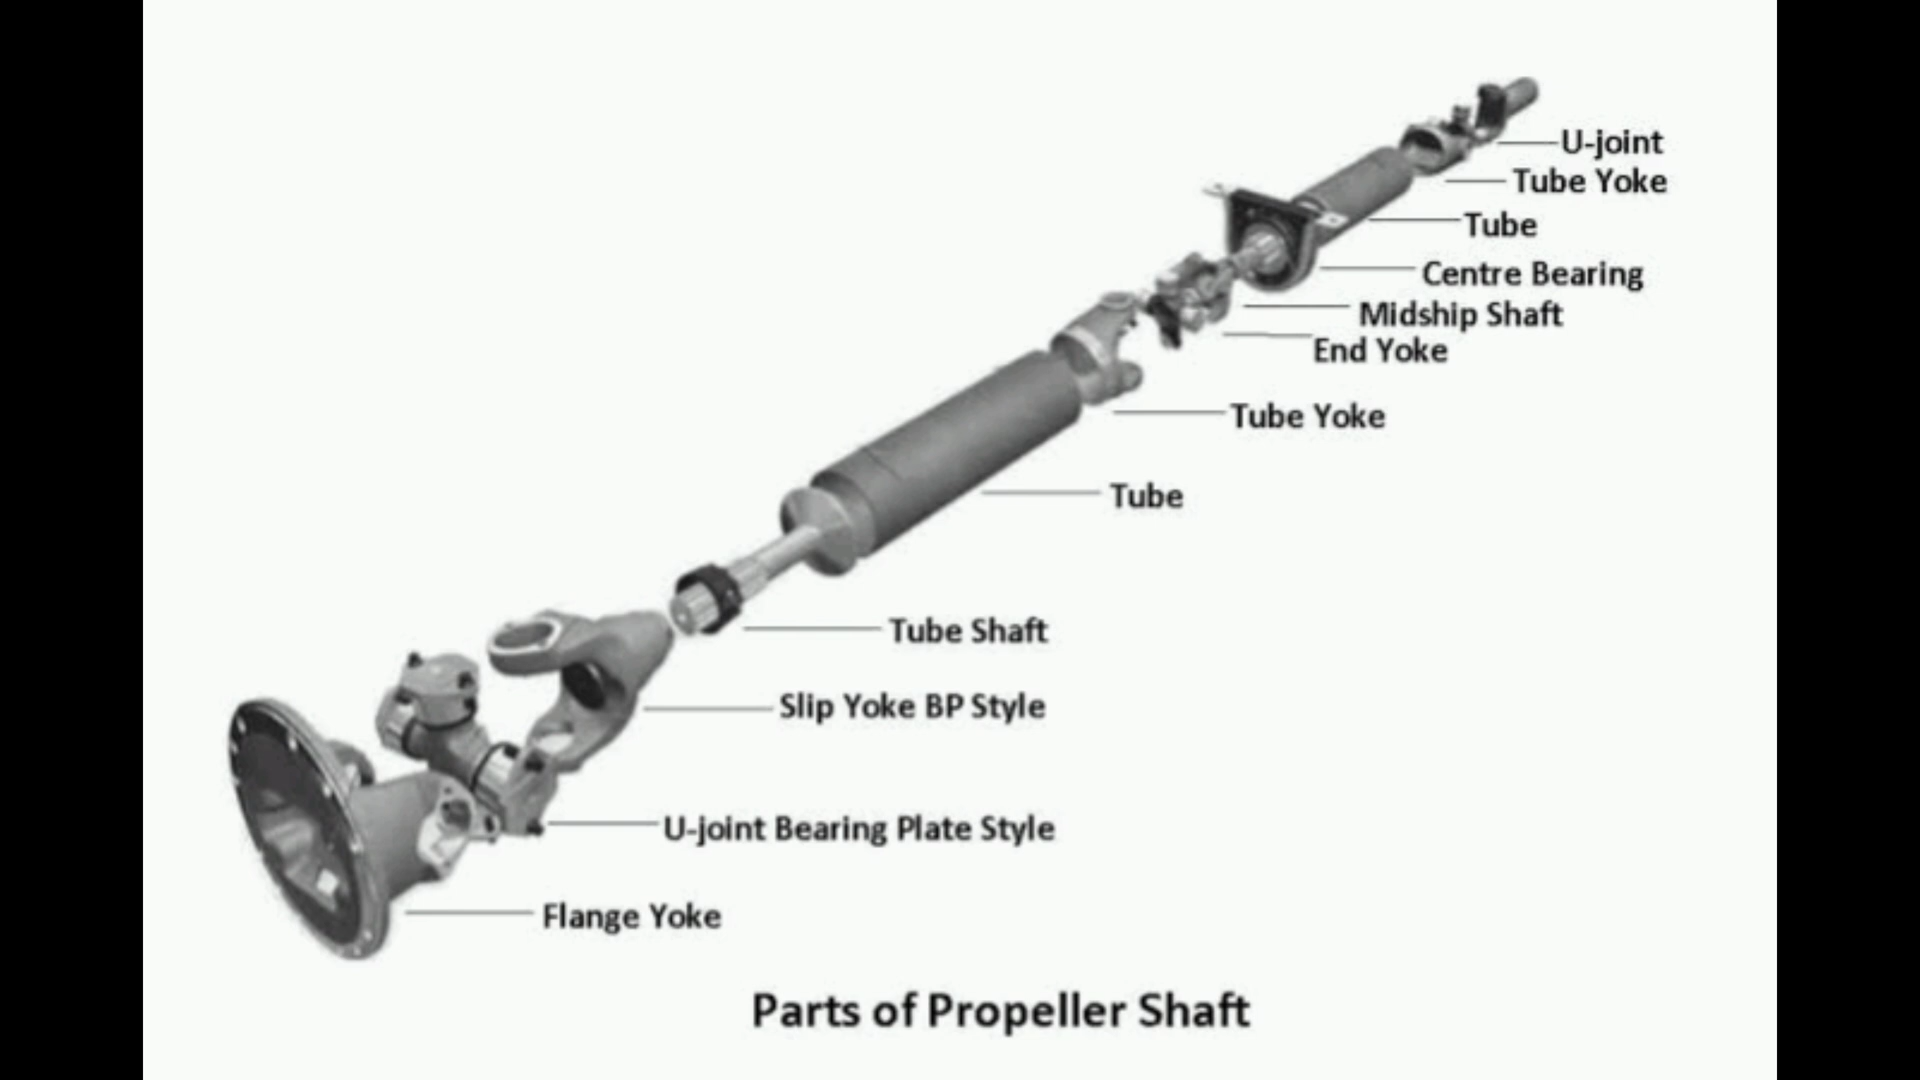 U-joint
Tube Yoke
Tube
Centre Bearing
Midship Shaft
End Yoke
Tube Yoke
Tube
Tube Shaft
Slip Yoke BP Style
U-joint Bearing Plate Style
Flange Yoke
Parts of Propeller Shaft